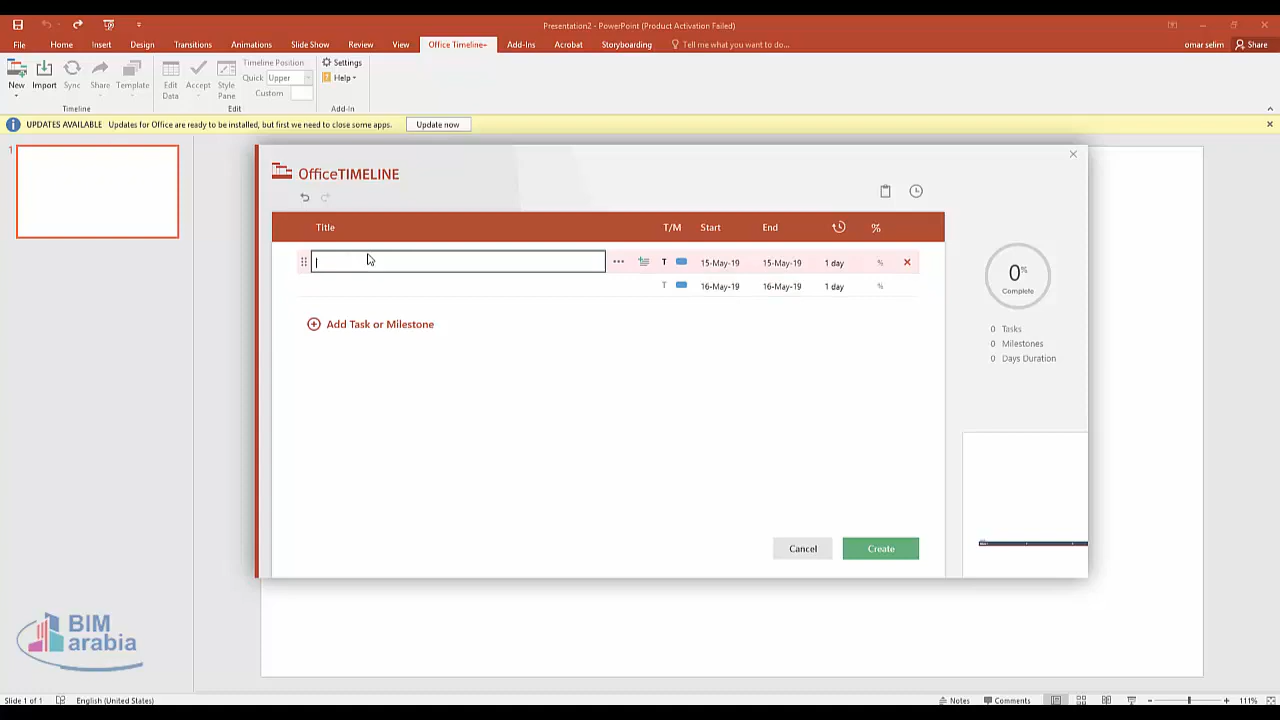 Presentation2 - PowerPoint (Product Activation Failed)
File Home Insert Design Transitions Animations Slide Show Review View Office Timeline+ Add-Ins Acrobat Storyboarding Tell me what you want to do... omar selim Share
New Import Sync Share Template
Timeline
Edit Data Accept Style Pane
Timeline Position
Quick Upper
Custom
Edit
Settings
Help
Add-In
UPDATES AVAILABLE Updates for Office are ready to be installed, but first we need to close some apps. Update now
1
OfficeTIMELINE
Title T/M Start End %
T 15-May-19 15-May-19 1 day %
T 16-May-19 16-May-19 1 day %
Add Task or Milestone
0%
Complete
0 Tasks
0 Milestones
0 Days Duration
Cancel Create
BIM
arabia
Slide 1 of 1 English (United States) Notes Comments 111%